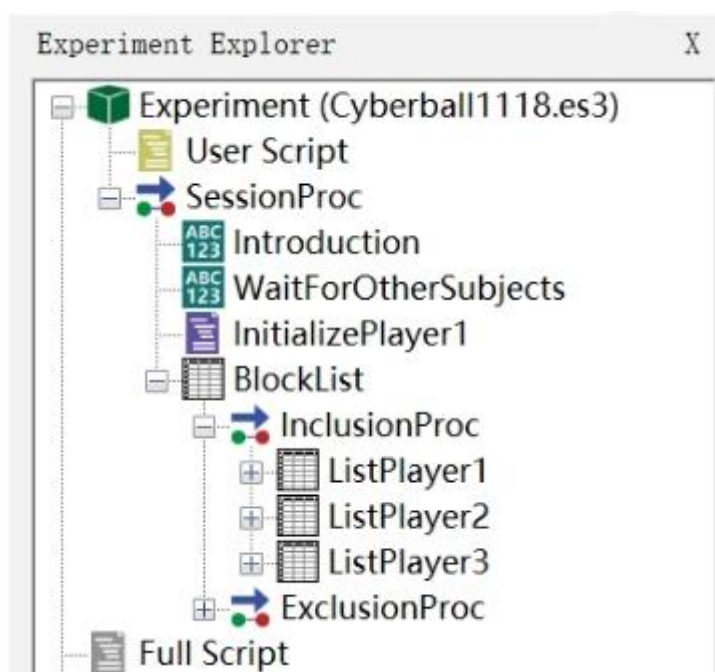 Experiment Explorer X
Experiment (Cyberball1118.es3)
User Script
SessionProc
ABC 123 Introduction
ABC 123 WaitForOtherSubjects
InitializePlayer1
BlockList
InclusionProc
ListPlayer1
ListPlayer2
ListPlayer3
ExclusionProc
Full Script